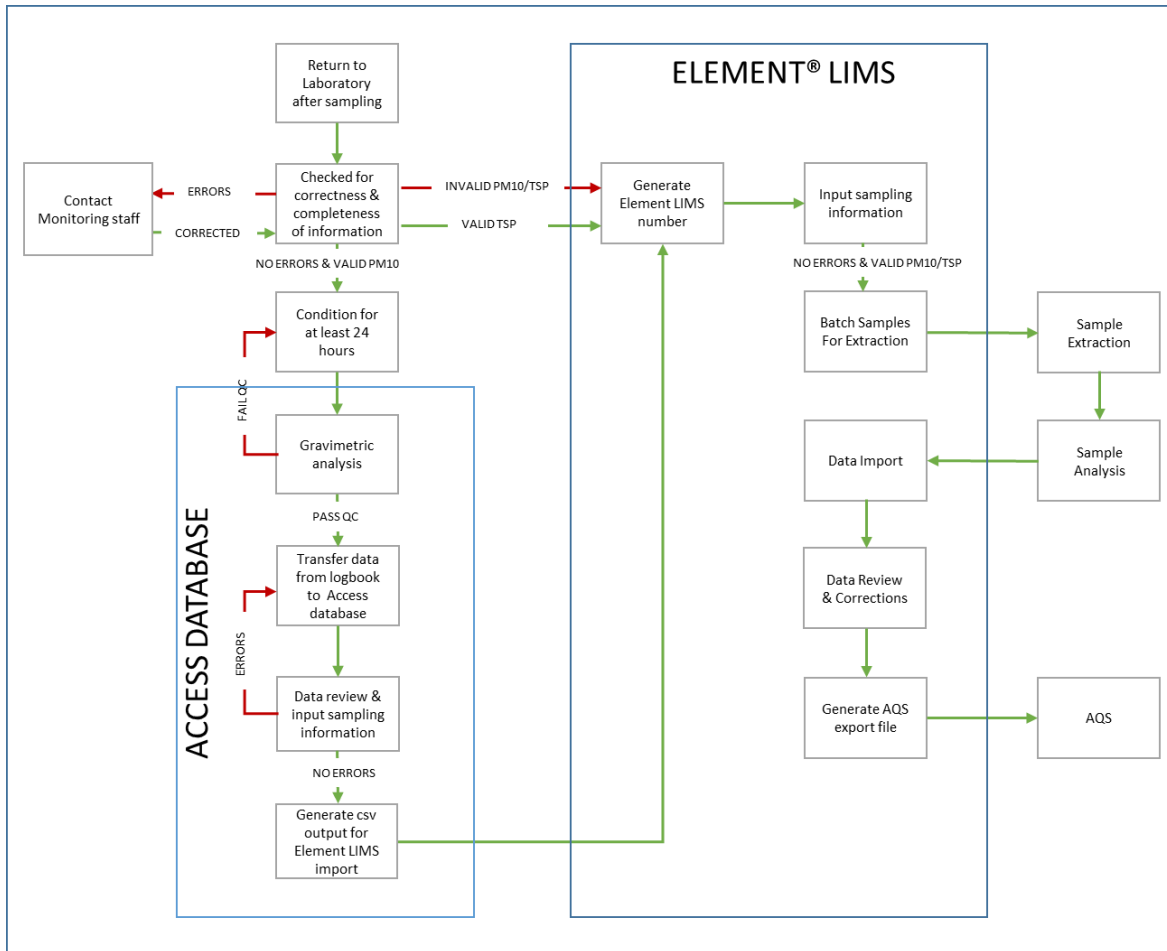 Return to
Laboratory
after sampling
ELEMENT® LIMS
Contact
Monitoring staff
ERRORS
CORRECTED
Checked for
correctness &
completeness
of information
INVALID PM10/TSP
VALID TSP
Generate
Element LIMS
number
Input sampling
information
NO ERRORS & VALID PM10
NO ERRORS & VALID PM10/TSP
Condition for
at least 24
hours
Batch Samples
For Extraction
Sample
Extraction
FAIL QC
ACCESS DATABASE
Gravimetric
analysis
Data Import
Sample
Analysis
PASS QC
Transfer data
from logbook
to Access
database
Data Review
& Corrections
ERRORS
Data review &
input sampling
information
Generate AQS
export file
AQS
NO ERRORS
Generate csv
output for
Element LIMS
import